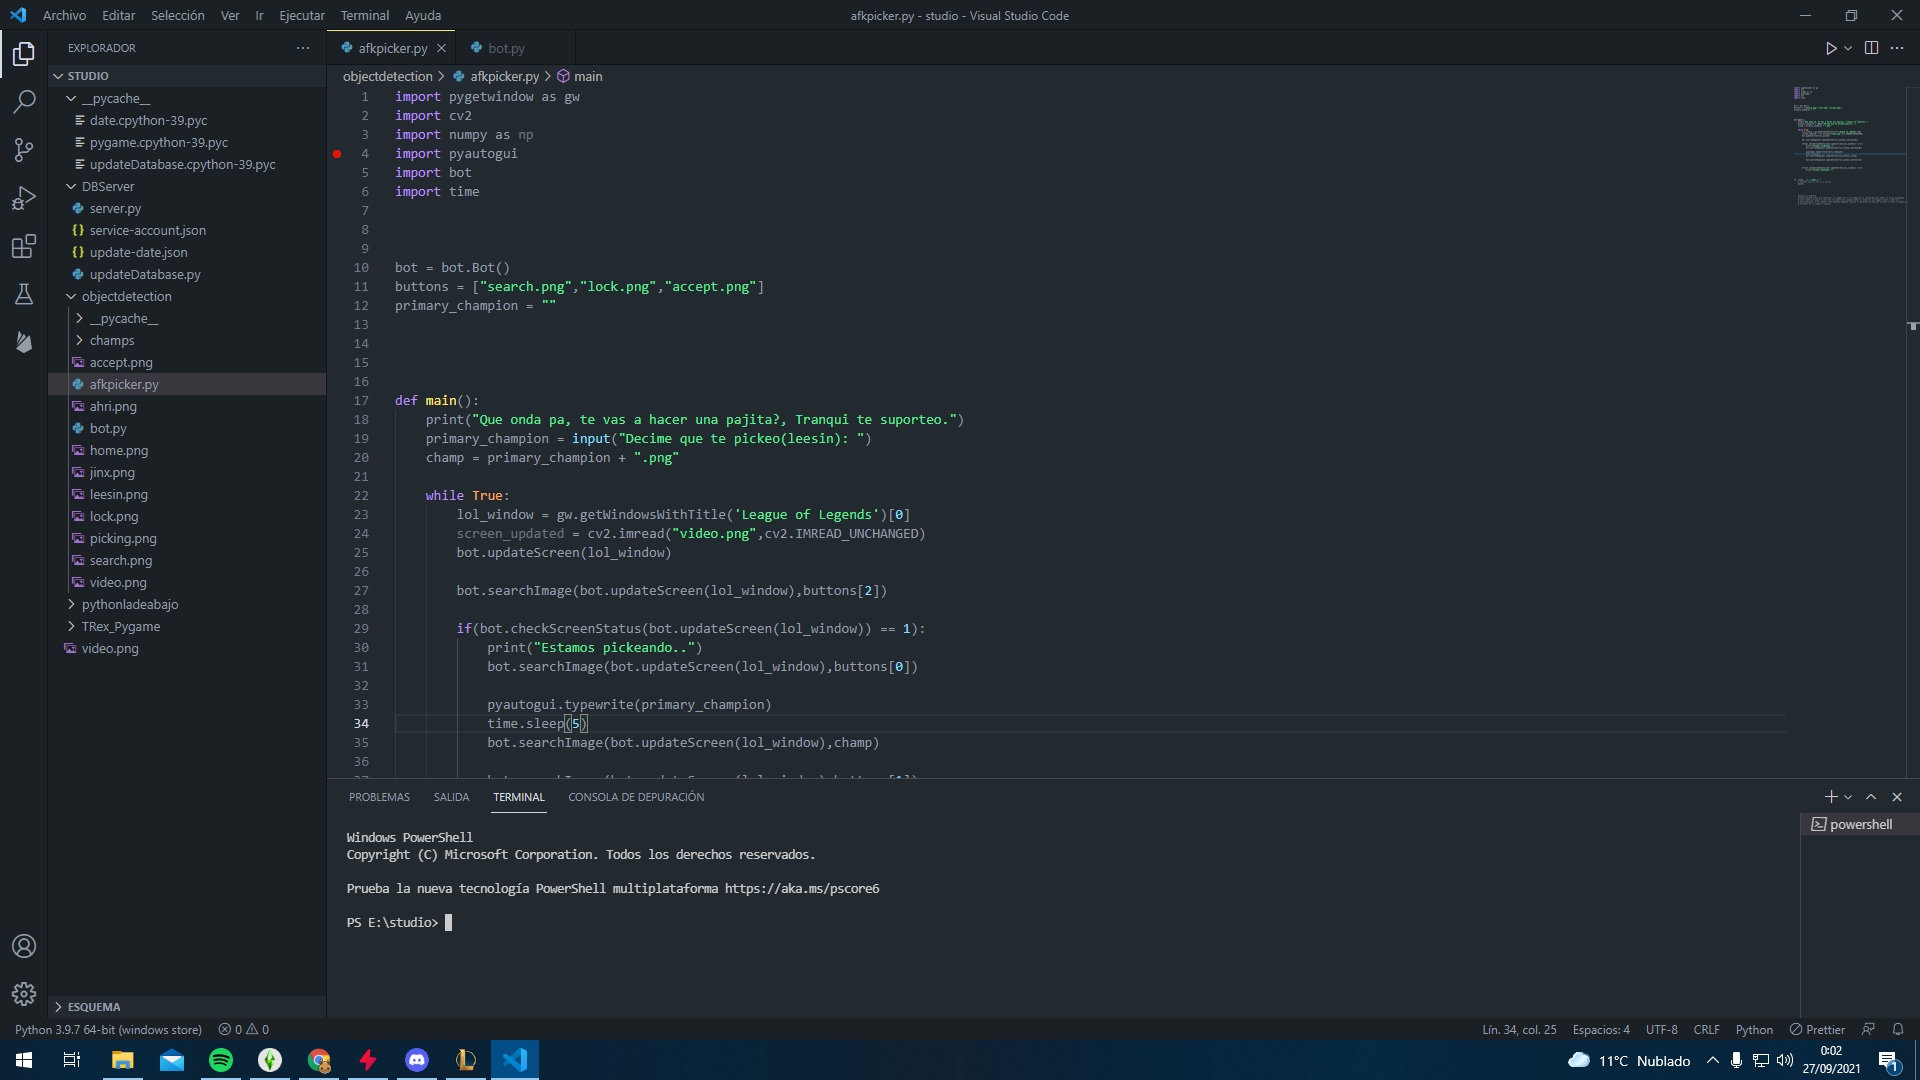 Archivo Editar Selección Ver Ir Ejecutar Terminal Ayuda
afkpicker.py - studio - Visual Studio Code
EXPLORADOR
STUDIO
__pycache__
date.cpython-39.pyc
pygame.cpython-39.pyc
updateDatabase.cpython-39.pyc
DBServer
server.py
service-account.json
update-date.json
updateDatabase.py
objectdetection
__pycache__
champs
accept.png
afkpicker.py
ahri.png
bot.py
home.png
jinx.png
leesin.png
lock.png
picking.png
search.png
video.png
pythonladeabajo
TRex_Pygame
video.png
ESQUEMA
afkpicker.py
bot.py
objectdetection > afkpicker.py > main
1 import pygetwindow as gw
2 import cv2
3 import numpy as np
4 import pyautogui
5 import bot
6 import time
7
8
9
10 bot = bot.Bot()
11 buttons = ["search.png","lock.png","accept.png"]
12 primary_champion = ""
13
14
15
16
17 def main():
18 print("Que onda pa, te vas a hacer una pajita?, Tranqui te suporteo.")
19 primary_champion = input("Decime que te pickeo(leesin): ")
20 champ = primary_champion + ".png"
21
22 while True:
23 lol_window = gw.getWindowsWithTitle('League of Legends')[0]
24 screen_updated = cv2.imread("video.png",cv2.IMREAD_UNCHANGED)
25 bot.updateScreen(lol_window)
26
27 bot.searchImage(bot.updateScreen(lol_window),buttons[2])
28
29 if(bot.checkScreenStatus(bot.updateScreen(lol_window)) == 1):
30 print("Estamos pickeando..")
31 bot.searchImage(bot.updateScreen(lol_window),buttons[0])
32
33 pyautogui.typewrite(primary_champion)
34 time.sleep(5)
35 bot.searchImage(bot.updateScreen(lol_window),champ)
36
PROBLEMAS SALIDA TERMINAL CONSOLA DE DEPURACIÓN
Windows PowerShell
Copyright (C) Microsoft Corporation. Todos los derechos reservados.
Prueba la nueva tecnología PowerShell multiplataforma https://aka.ms/pscore6
PS E:\studio>
powershell
Python 3.9.7 64-bit (windows store) 0 0
Lín. 34, col. 25 Espacios: 4 UTF-8 CRLF Python Prettier
11°C Nublado
0:02
27/09/2021
1